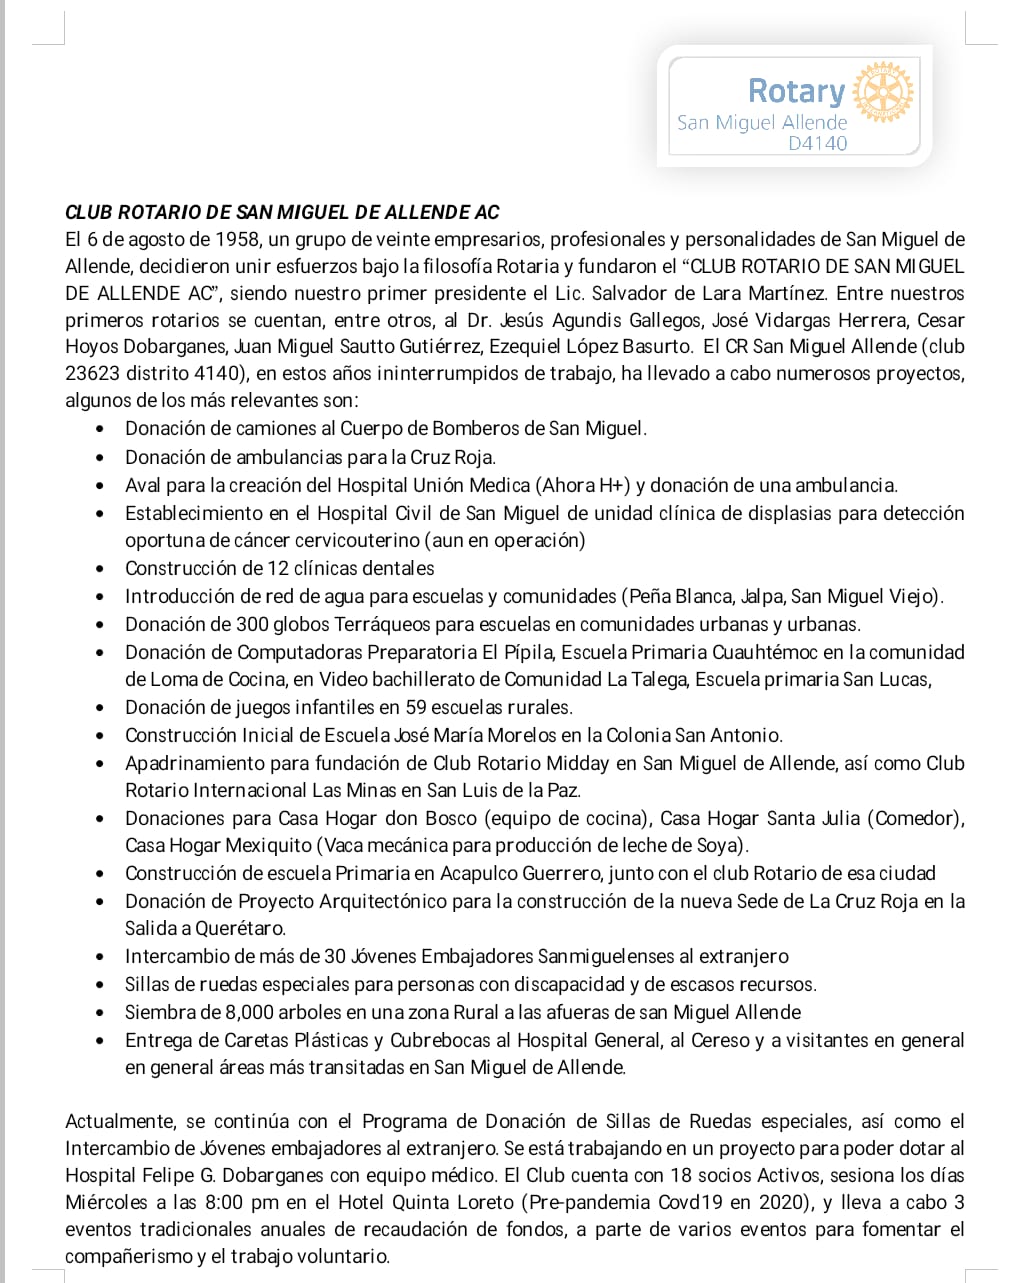 Rotary
San Miguel Allende
D4140
CLUB ROTARIO DE SAN MIGUEL DE ALLENDE AC
El 6 de agosto de 1958, un grupo de veinte empresarios, profesionales y personalidades de San Miguel de
Allende, decidieron unir esfuerzos bajo la filosofía Rotaria y fundaron el “CLUB ROTARIO DE SAN MIGUEL
DE ALLENDE AC”, siendo nuestro primer presidente el Lic. Salvador de Lara Martínez. Entre nuestros
primeros rotarios se cuentan, entre otros, al Dr. Jesús Agundis Gallegos, José Vidargas Herrera, Cesar
Hoyos Dobarganes, Juan Miguel Sautto Gutiérrez, Ezequiel López Basurto. El CR San Miguel Allende (club
23623 distrito 4140), en estos años ininterrumpidos de trabajo, ha llevado a cabo numerosos proyectos,
algunos de los más relevantes son:
• Donación de camiones al Cuerpo de Bomberos de San Miguel.
• Donación de ambulancias para la Cruz Roja.
• Aval para la creación del Hospital Unión Medica (Ahora H+) y donación de una ambulancia.
• Establecimiento en el Hospital Civil de San Miguel de unidad clínica de displasias para detección
oportuna de cáncer cervicouterino (aun en operación)
• Construcción de 12 clínicas dentales
• Introducción de red de agua para escuelas y comunidades (Peña Blanca, Jalpa, San Miguel Viejo).
• Donación de 300 globos Terráqueos para escuelas en comunidades urbanas y urbanas.
• Donación de Computadoras Preparatoria El Pípila, Escuela Primaria Cuauhtémoc en la comunidad
de Loma de Cocina, en Video bachillerato de Comunidad La Talega, Escuela primaria San Lucas,
• Donación de juegos infantiles en 59 escuelas rurales.
• Construcción Inicial de Escuela José María Morelos en la Colonia San Antonio.
• Apadrinamiento para fundación de Club Rotario Midday en San Miguel de Allende, así como Club
Rotario Internacional Las Minas en San Luis de la Paz.
• Donaciones para Casa Hogar don Bosco (equipo de cocina), Casa Hogar Santa Julia (Comedor),
Casa Hogar Mexiquito (Vaca mecánica para producción de leche de Soya).
• Construcción de escuela Primaria en Acapulco Guerrero, junto con el club Rotario de esa ciudad
• Donación de Proyecto Arquitectónico para la construcción de la nueva Sede de La Cruz Roja en la
Salida a Querétaro.
• Intercambio de más de 30 Jóvenes Embajadores Sanmiguelenses al extranjero
• Sillas de ruedas especiales para personas con discapacidad y de escasos recursos.
• Siembra de 8,000 arboles en una zona Rural a las afueras de san Miguel Allende
• Entrega de Caretas Plásticas y Cubrebocas al Hospital General, al Cereso y a visitantes en general
en general áreas más transitadas en San Miguel de Allende.
Actualmente, se continúa con el Programa de Donación de Sillas de Ruedas especiales, así como el
Intercambio de Jóvenes embajadores al extranjero. Se está trabajando en un proyecto para poder dotar al
Hospital Felipe G. Dobarganes con equipo médico. El Club cuenta con 18 socios Activos, sesiona los días
Miércoles a las 8:00 pm en el Hotel Quinta Loreto (Pre-pandemia Covd19 en 2020), y lleva a cabo 3
eventos tradicionales anuales de recaudación de fondos, a parte de varios eventos para fomentar el
compañerismo y el trabajo voluntario.